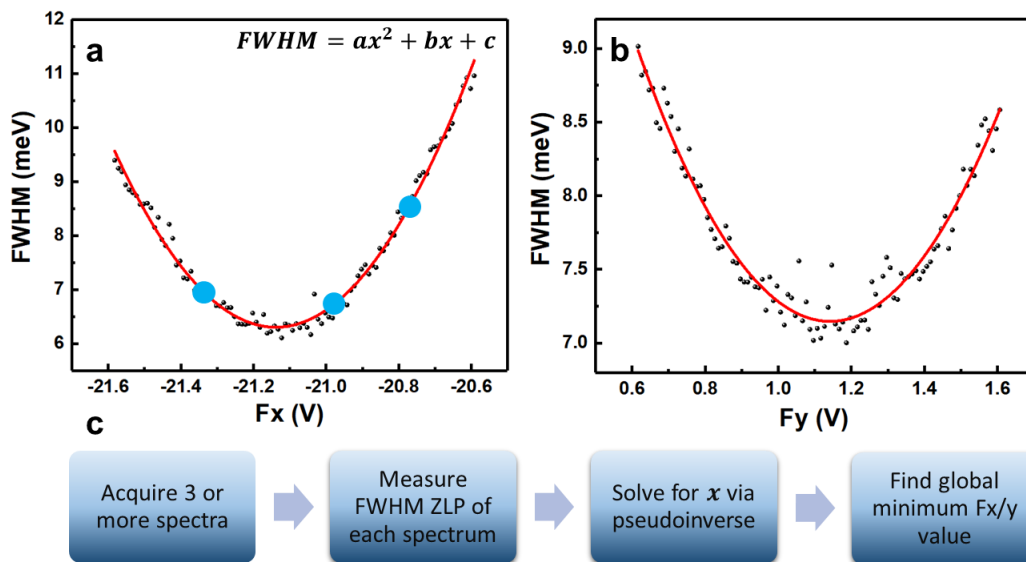 a
FWHM = ax² + bx + c
12
11
10
9
8
7
6
FWHM (meV)
-21.6 -21.4 -21.2 -21.0 -20.8 -20.6
Fx (V)
b
9.0
8.5
8.0
7.5
7.0
FWHM (meV)
0.6 0.8 1.0 1.2 1.4 1.6
Fy (V)
c
Acquire 3 or
more spectra
Measure
FWHM ZLP of
each spectrum
Solve for x via
pseudoinverse
Find global
minimum Fx/y
value